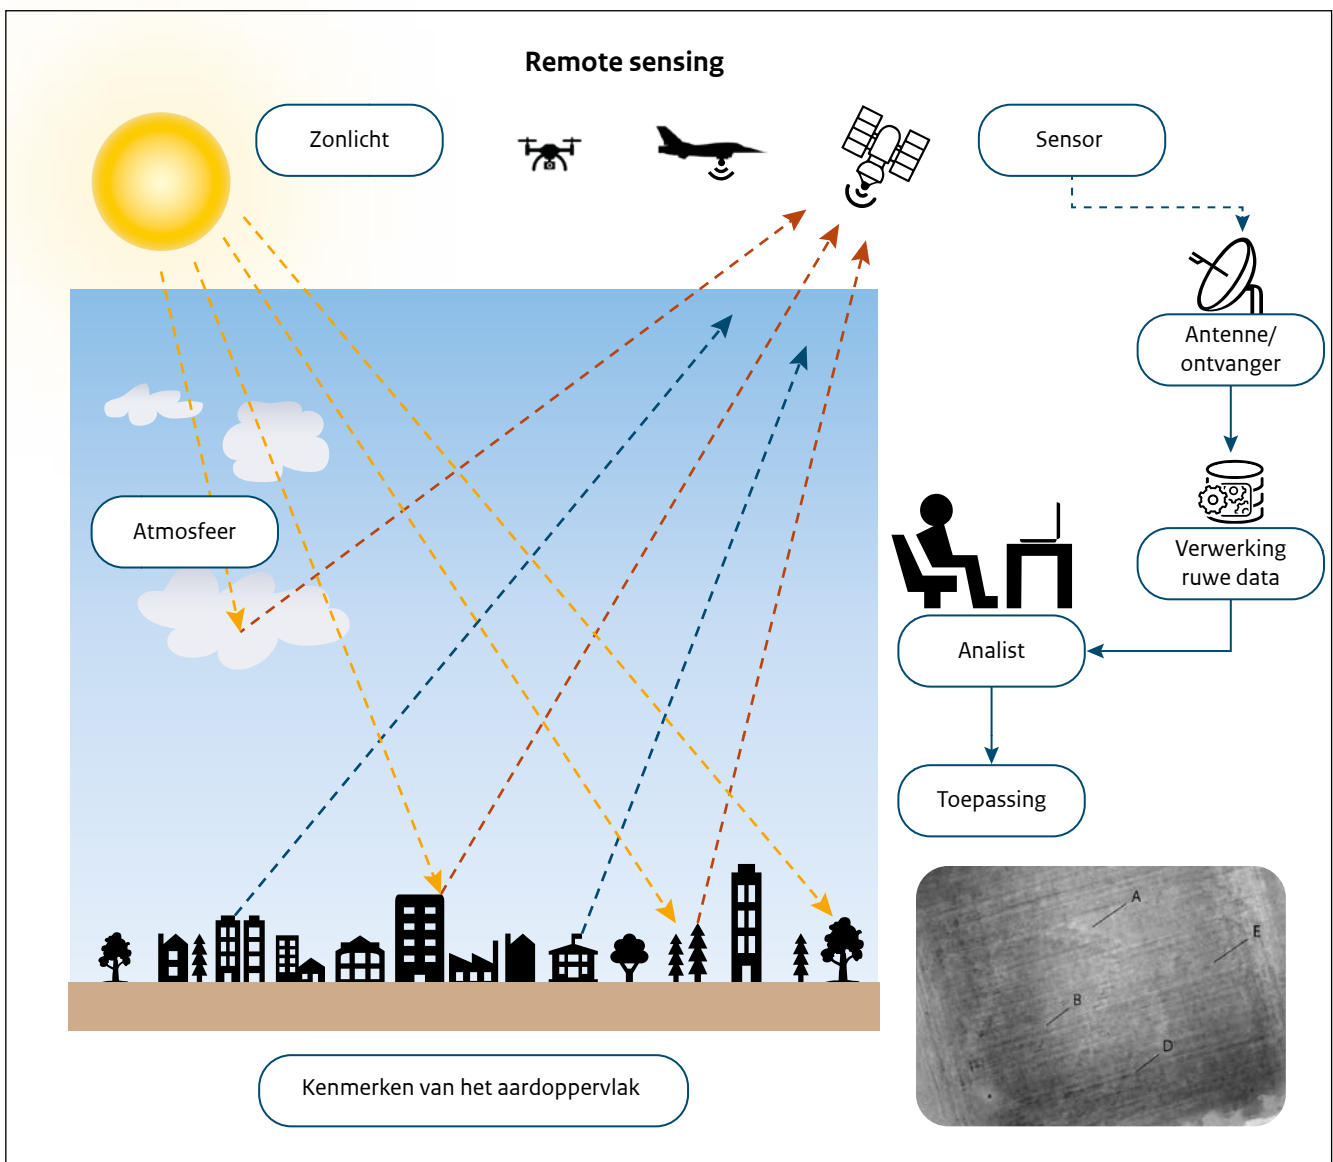 Remote sensing
Zonlicht
Sensor
Antenne/
ontvanger
Atmosfeer
Verwerking
ruwe data
Analist
Toepassing
A
E
B
D
Kenmerken van het aardoppervlak